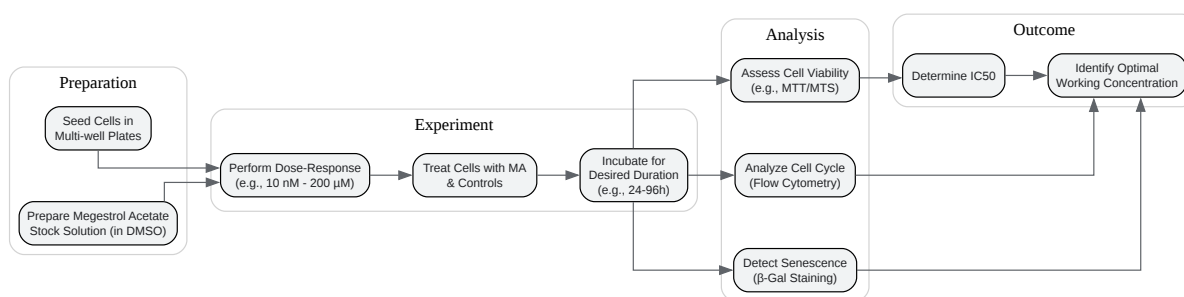 Preparation
Seed Cells in
Multi-well Plates
Prepare Megestrol Acetate
Stock Solution (in DMSO)
Experiment
Perform Dose-Response
(e.g., 10 nM - 200 µM)
Treat Cells with MA
& Controls
Incubate for
Desired Duration
(e.g., 24-96h)
Analysis
Assess Cell Viability
(e.g., MTT/MTS)
Analyze Cell Cycle
(Flow Cytometry)
Detect Senescence
(β-Gal Staining)
Outcome
Determine IC50
Identify Optimal
Working Concentration